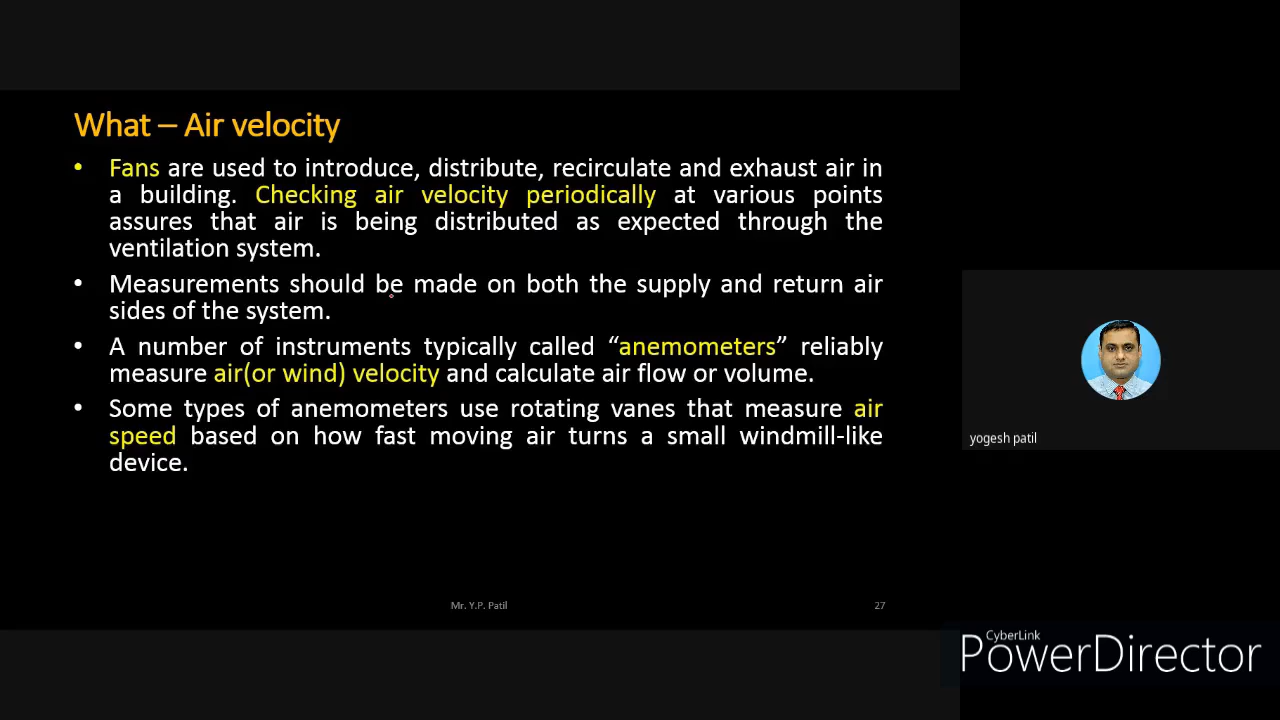 What – Air velocity
• Fans are used to introduce, distribute, recirculate and exhaust air in
a building. Checking air velocity periodically at various points
assures that air is being distributed as expected through the
ventilation system.
• Measurements should be made on both the supply and return air
sides of the system.
• A number of instruments typically called “anemometers” reliably
measure air(or wind) velocity and calculate air flow or volume.
• Some types of anemometers use rotating vanes that measure air
speed based on how fast moving air turns a small windmill-like
device.
Mr. Y.P. Patil
27
yogesh patil
CyberLink
PowerDirector